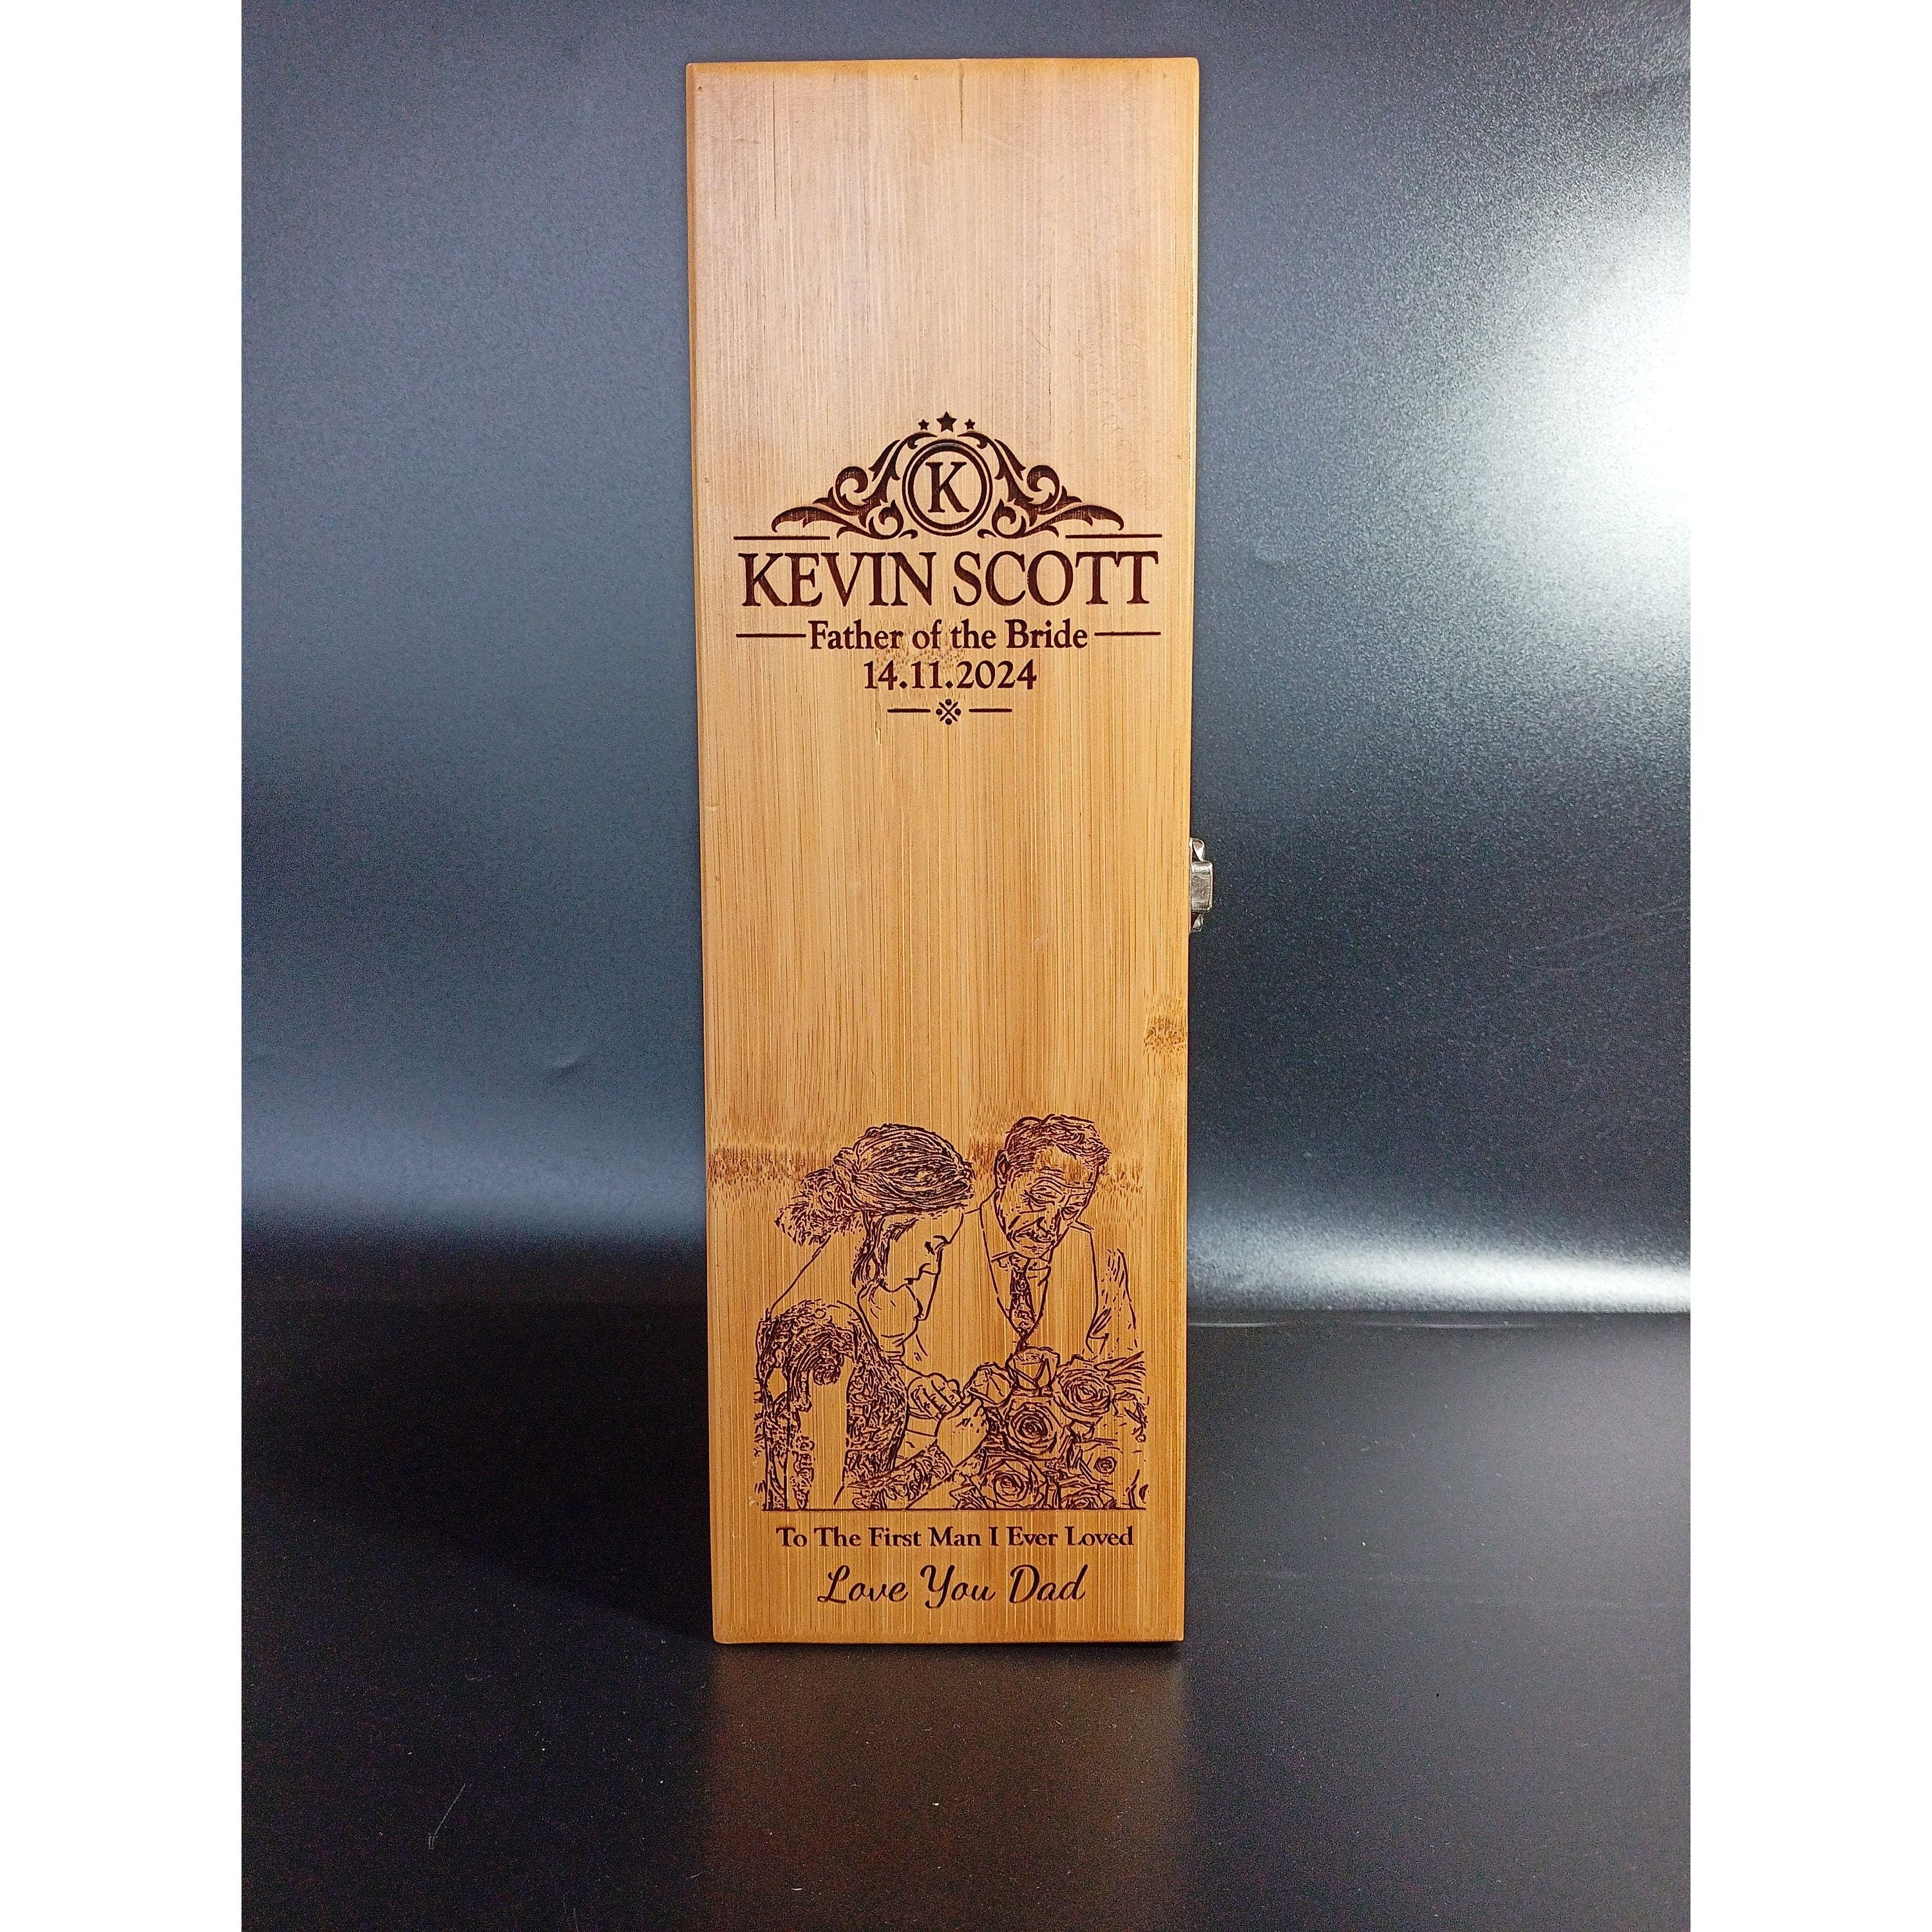 K
KEVIN SCOTT
Father of the Bride
14.11.2024
To The First Man I Ever Loved
Love You Dad